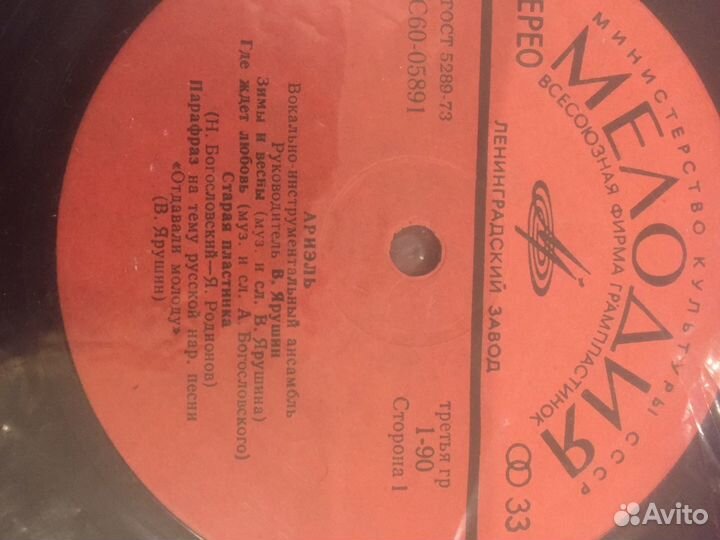 МИНИСТЕРСТВО КУЛЬТУРЫ СССР
МЕЛОДИЯ
ВСЕСОЮЗНАЯ ФИРМА ГРАМПЛАСТИНОК
ТЕРЕО
33
ЛЕНИНГРАДСКИЙ ЗАВОД
ГОСТ 5289-73
С60-05891
третья гр
1-90
Сторона 1
АРИЭЛЬ
Вокально-инструментальный ансамбль
Руководитель В. Ярушин
Зимы и весны (муз. и сл. В. Ярушина)
Где ждет любовь (муз. и сл. А. Богословского)
Старая пластинка
(Н. Богословский—Я. Родионов)
Парафраз на тему русской нар. песни
«Отдавали молоду»
(В. Ярушин)
Avito